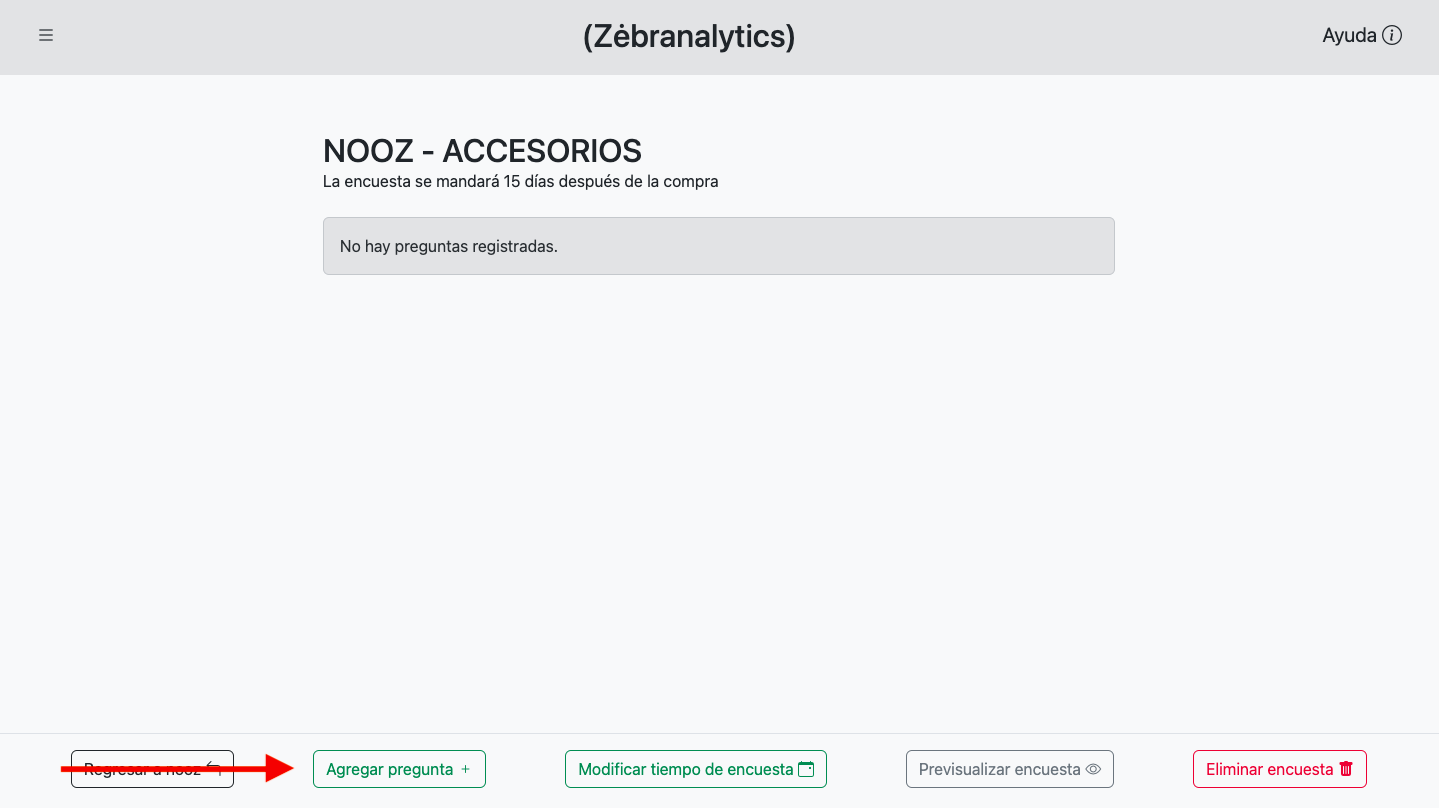 (Zėbranalytics)
Ayuda
NOOZ - ACCESORIOS
La encuesta se mandará 15 días después de la compra
No hay preguntas registradas.
Regresar a nooz
Agregar pregunta +
Modificar tiempo de encuesta
Previsualizar encuesta
Eliminar encuesta